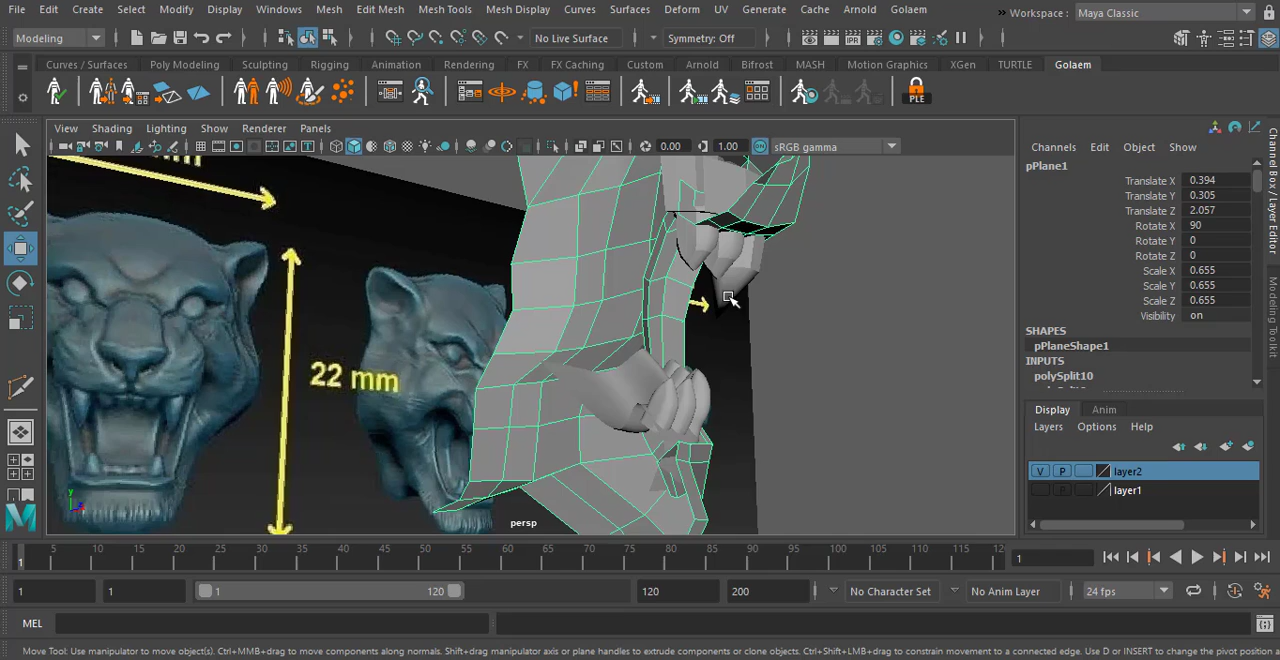 File Edit Create Select Modify Display Windows Mesh Edit Mesh Mesh Tools Mesh Display Curves Surfaces Deform UV Generate Cache Arnold Golaem
Workspace : Maya Classic
Modeling No Live Surface Symmetry: Off
Curves / Surfaces Poly Modeling Sculpting Rigging Animation Rendering FX FX Caching Custom Arnold Bifrost MASH Motion Graphics XGen TURTLE Golaem
PLE
View Shading Lighting Show Renderer Panels
0.00 1.00 ON sRGB gamma
Channels Edit Object Show
pPlane1
Translate X 0.394
Translate Y 0.305
Translate Z 2.057
Rotate X 90
Rotate Y 0
Rotate Z 0
Scale X 0.655
Scale Y 0.655
Scale Z 0.655
Visibility on
SHAPES
pPlaneShape1
INPUTS
polySplit10
Channel Box / Layer Editor
Modeling Toolkit
22 mm
y
persp
Display Anim
Layers Options Help
V P layer2
layer1
5 10 15 20 25 30 35 40 45 50 55 60 65 70 75 80 85 90 95 100 105 110 115 12
1 1
1 1 1 120 120 200 No Character Set No Anim Layer 24 fps
MEL
Move Tool: Use manipulator to move object(s). Ctrl+MMB+drag to move components along normals. Shift+drag manipulator axis or plane handles to extrude components or clone objects. Ctrl+Shift+LMB+drag to constrain movement to a connected edge. Use D or INSERT to change the pivot position a